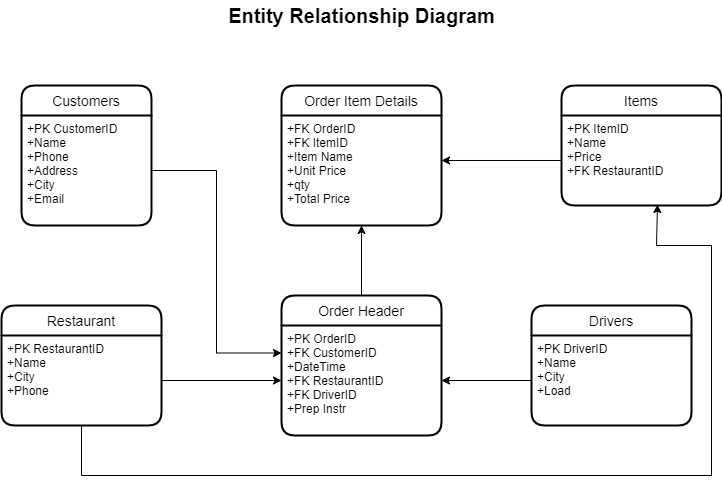 Entity Relationship Diagram
Customers
+PK CustomerID
+Name
+Phone
+Address
+City
+Email
Order Item Details
+FK OrderID
+FK ItemID
+Item Name
+Unit Price
+qty
+Total Price
Items
+PK ItemID
+Name
+Price
+FK RestaurantID
Restaurant
+PK RestaurantID
+Name
+City
+Phone
Order Header
+PK OrderID
+FK CustomerID
+DateTime
+FK RestaurantID
+FK DriverID
+Prep Instr
Drivers
+PK DriverID
+Name
+City
+Load